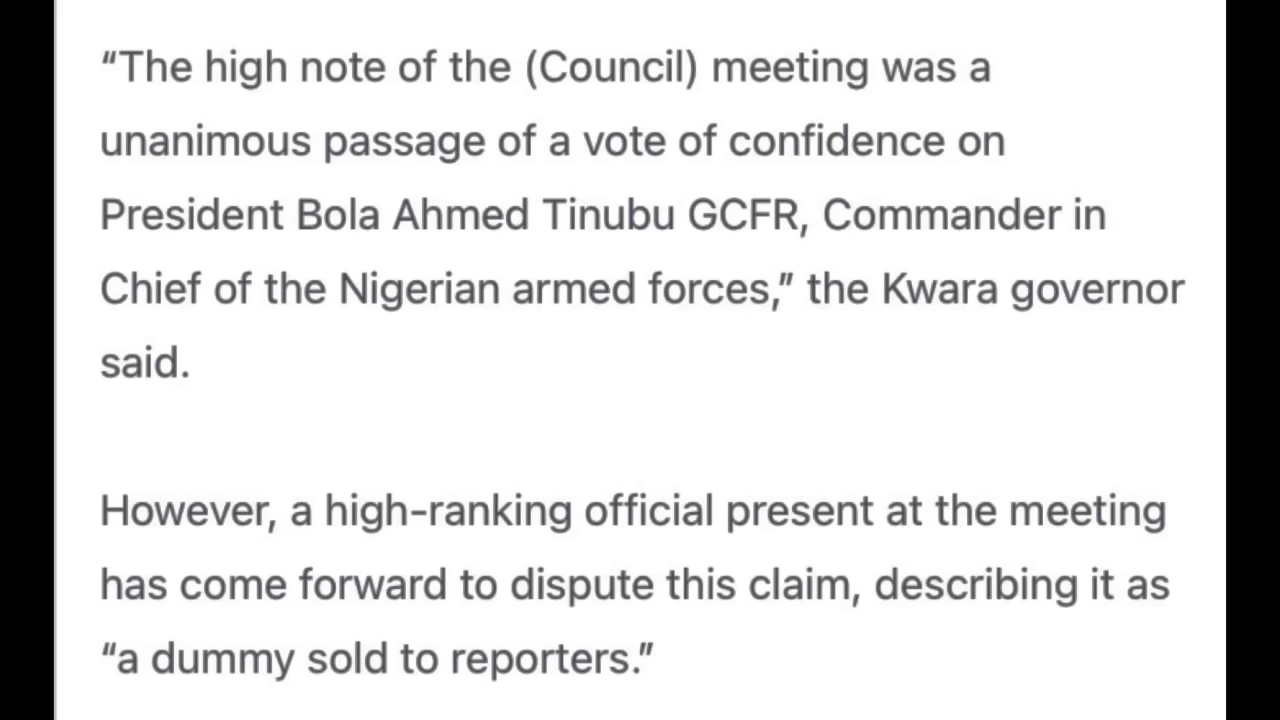 “The high note of the (Council) meeting was a
unanimous passage of a vote of confidence on
President Bola Ahmed Tinubu GCFR, Commander in
Chief of the Nigerian armed forces,” the Kwara governor
said.
However, a high-ranking official present at the meeting
has come forward to dispute this claim, describing it as
“a dummy sold to reporters.”